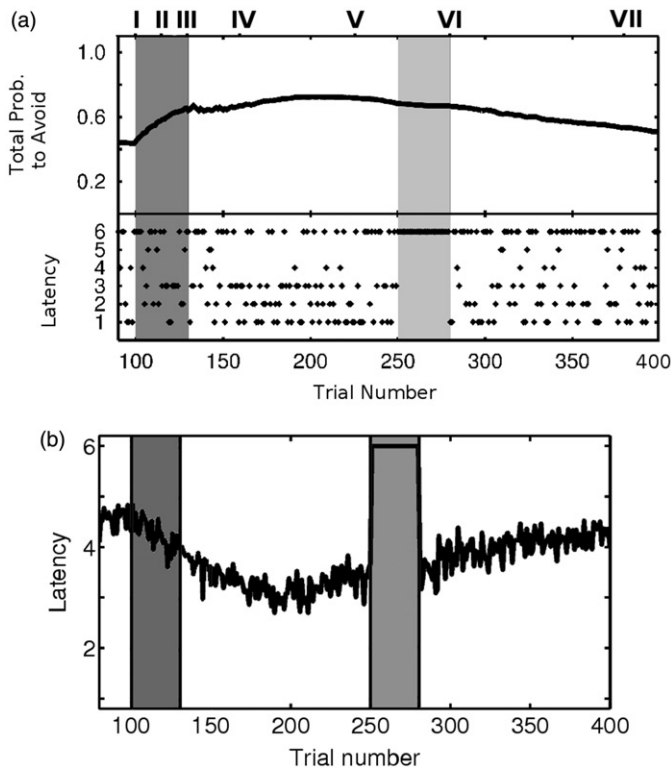 (a) I II III IV V VI VII
1.0
0.6
0.2
Total Prob.
to Avoid
6
5
4
3
2
1
Latency
100 150 200 250 300 350 400
Trial Number
(b)
6
4
2
Latency
100 150 200 250 300 350 400
Trial number